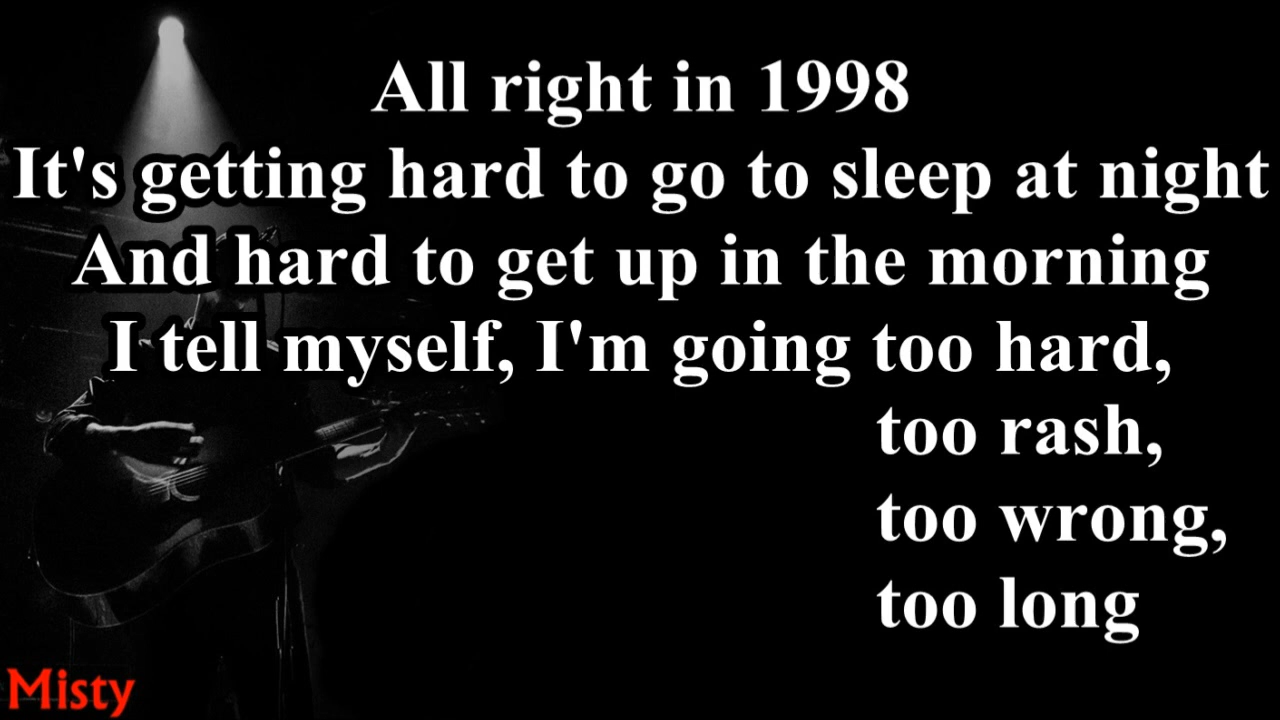 All right in 1998
It's getting hard to go to sleep at night
And hard to get up in the morning
I tell myself, I'm going too hard,
too rash,
too wrong,
too long
Misty